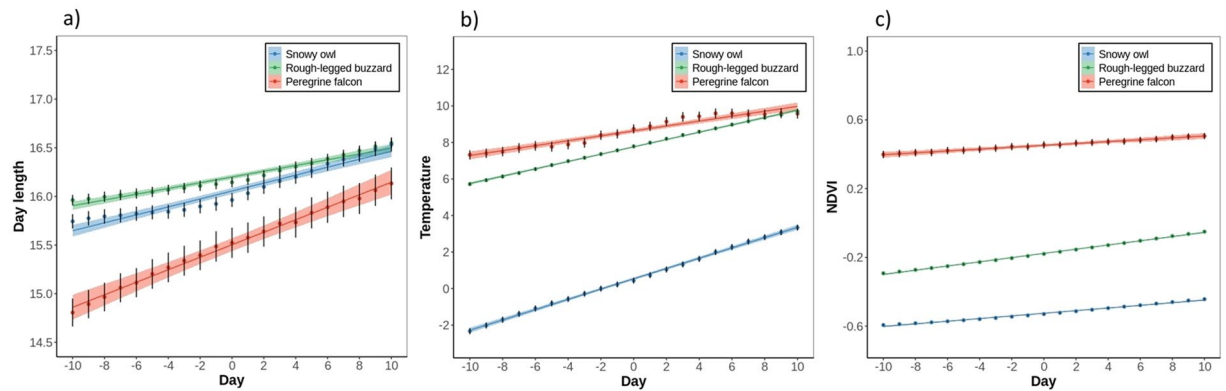 a)
17.5
17.0
16.5
16.0
15.5
15.0
14.5
Day length
-10 -8 -6 -4 -2 0 2 4 6 8 10
Day
Snowy owl
Rough-legged buzzard
Peregrine falcon
b)
12
10
8
6
4
2
0
-2
Temperature
-10 -8 -6 -4 -2 0 2 4 6 8 10
Day
Snowy owl
Rough-legged buzzard
Peregrine falcon
c)
1.0
0.6
0.2
-0.2
-0.6
NDVI
-10 -8 -6 -4 -2 0 2 4 6 8 10
Day
Snowy owl
Rough-legged buzzard
Peregrine falcon